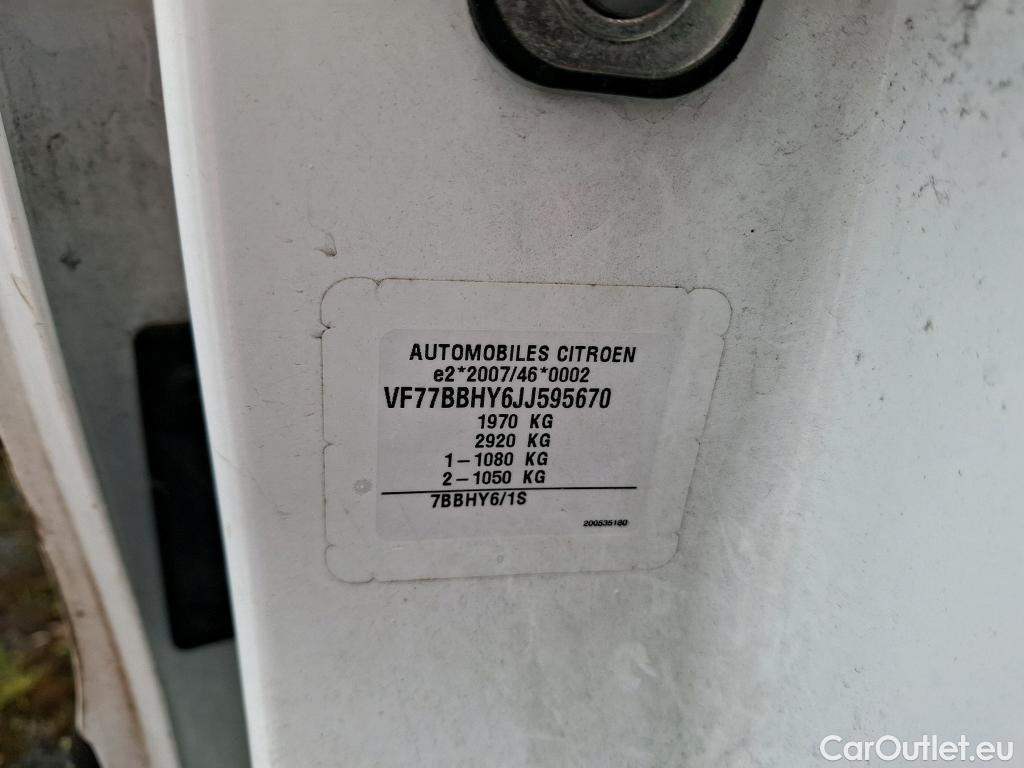 AUTOMOBILES CITROEN
e2*2007/46*0002
VF77BBHY6JJ595670
1970 KG
2920 KG
1-1080 KG
2-1050 KG
7BBHY6/1S
200535180
CarOutlet.eu